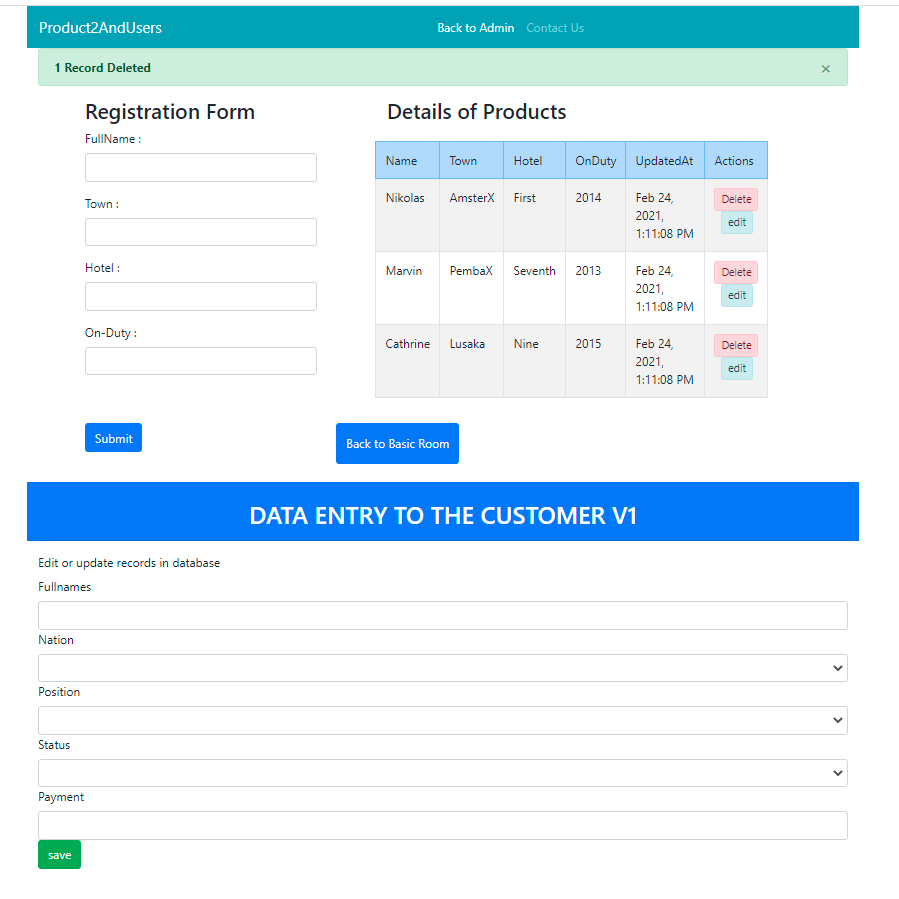 Product2AndUsers Back to Admin Contact Us
1 Record Deleted ×
Registration Form
FullName :
Town :
Hotel :
On-Duty :
Submit
Details of Products
Name Town Hotel OnDuty UpdatedAt Actions
Nikolas AmsterX First 2014 Feb 24,
2021,
1:11:08 PM
Delete
edit
Marvin PembaX Seventh 2013 Feb 24,
2021,
1:11:08 PM
Delete
edit
Cathrine Lusaka Nine 2015 Feb 24,
2021,
1:11:08 PM
Delete
edit
Back to Basic Room
DATA ENTRY TO THE CUSTOMER V1
Edit or update records in database
Fullnames
Nation
Position
Status
Payment
save